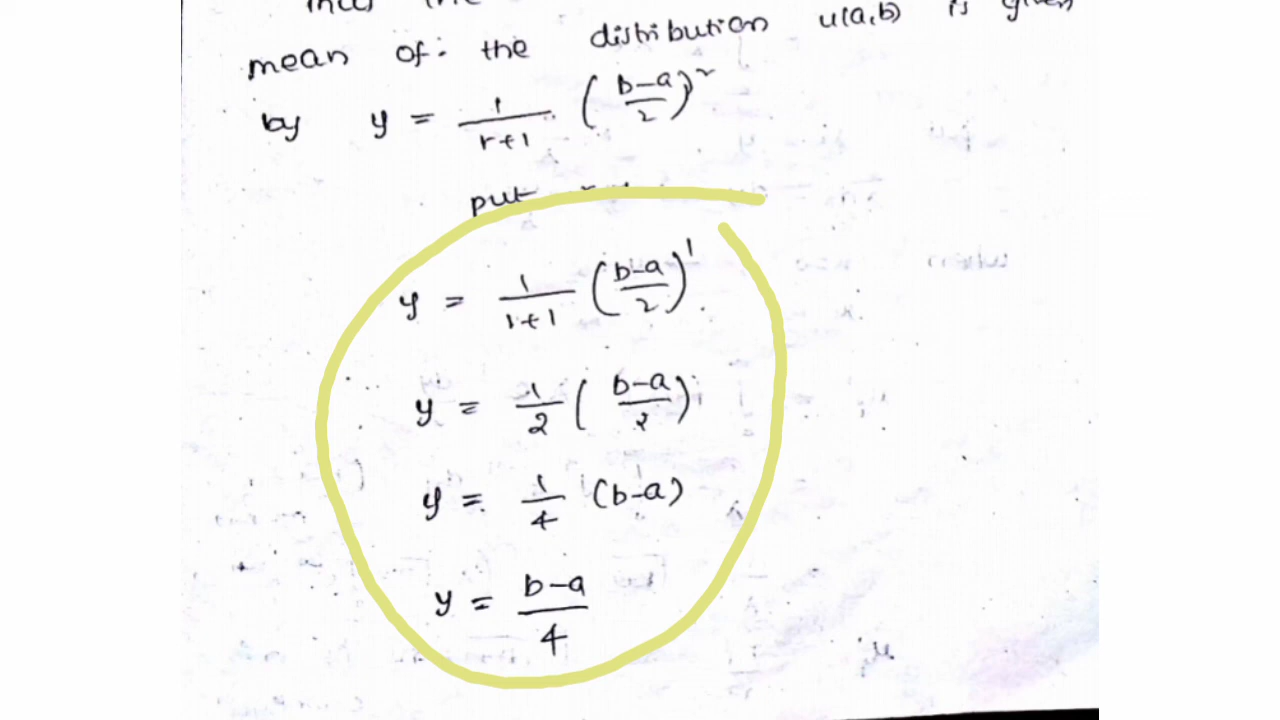 mean of: the distribution u(a,b) is
by y = 1/(r+1) ((b-a)/2)^r
put
y = 1/(1+1) ((b-a)/2)^1
y = 1/2 ((b-a)/2)
y = 1/4 (b-a)
y = (b-a)/4